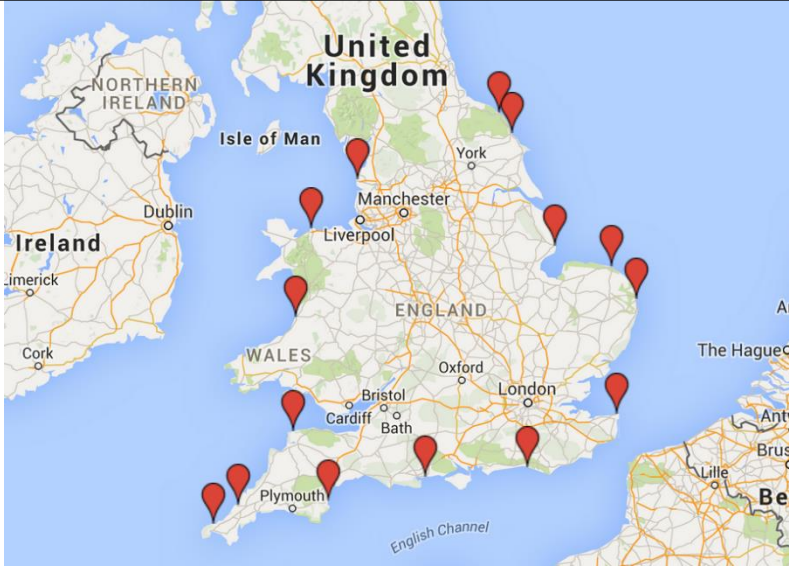 United
Kingdom
NORTHERN
IRELAND
Isle of Man
York
Manchester
Dublin
Liverpool
Ireland
Limerick
ENGLAND
Cork
WALES
The Hague
Oxford
London
Bristol
Cardiff
Bath
Lille
Plymouth
English Channel